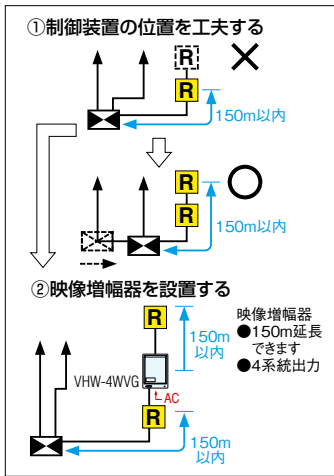 ①制御装置の位置を工夫する
R
R
150m以内
R
R
150m以内
②映像増幅器を設置する
R
150m
以内
映像増幅器
●150m延長
できます
●4系統出力
VHW-4WVG
AC
R
150m
以内